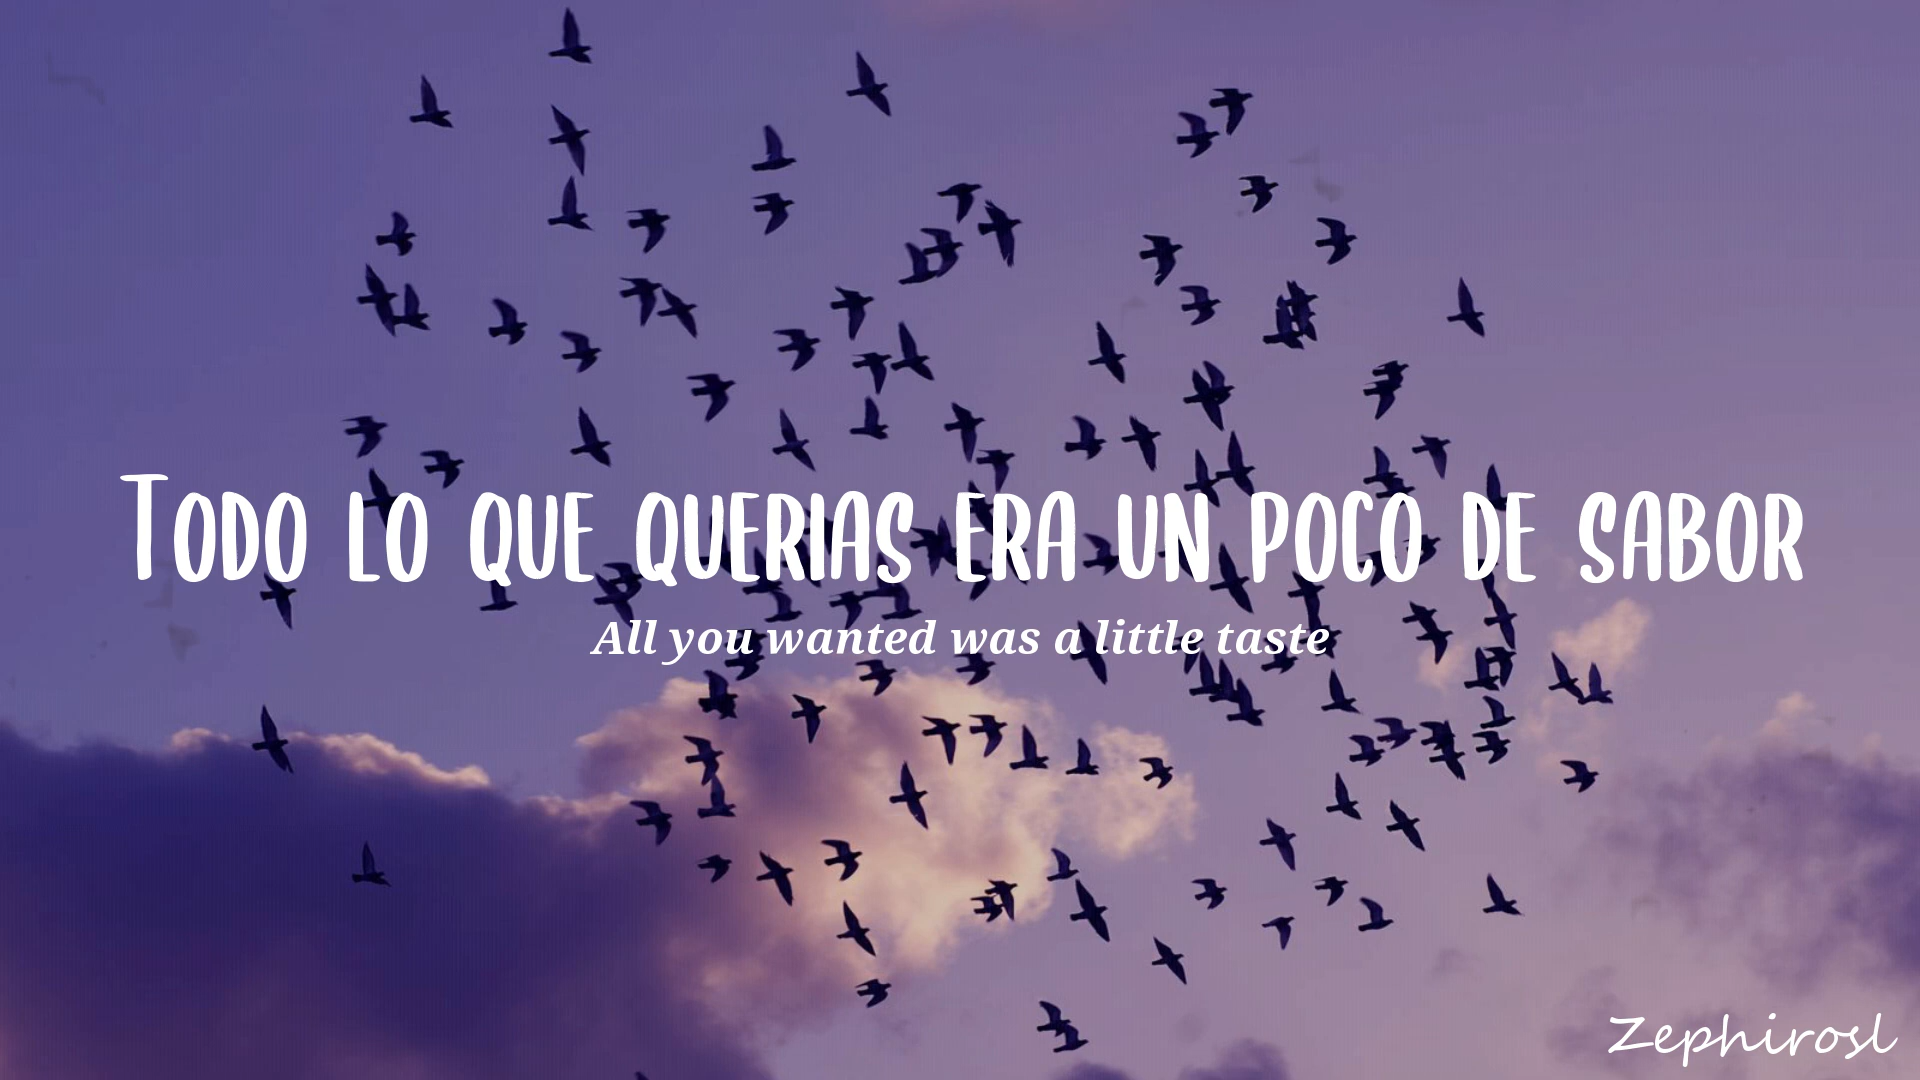 Todo lo que querias era un poco de sabor
All you wanted was a little taste
Zephirosl